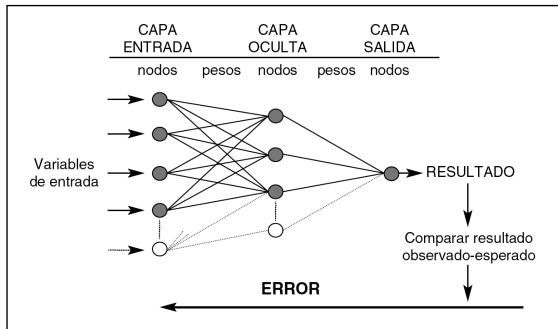 CAPA CAPA CAPA
ENTRADA OCULTA SALIDA
nodos pesos nodos pesos nodos
Variables
de entrada
RESULTADO
Comparar resultado
observado-esperado
ERROR